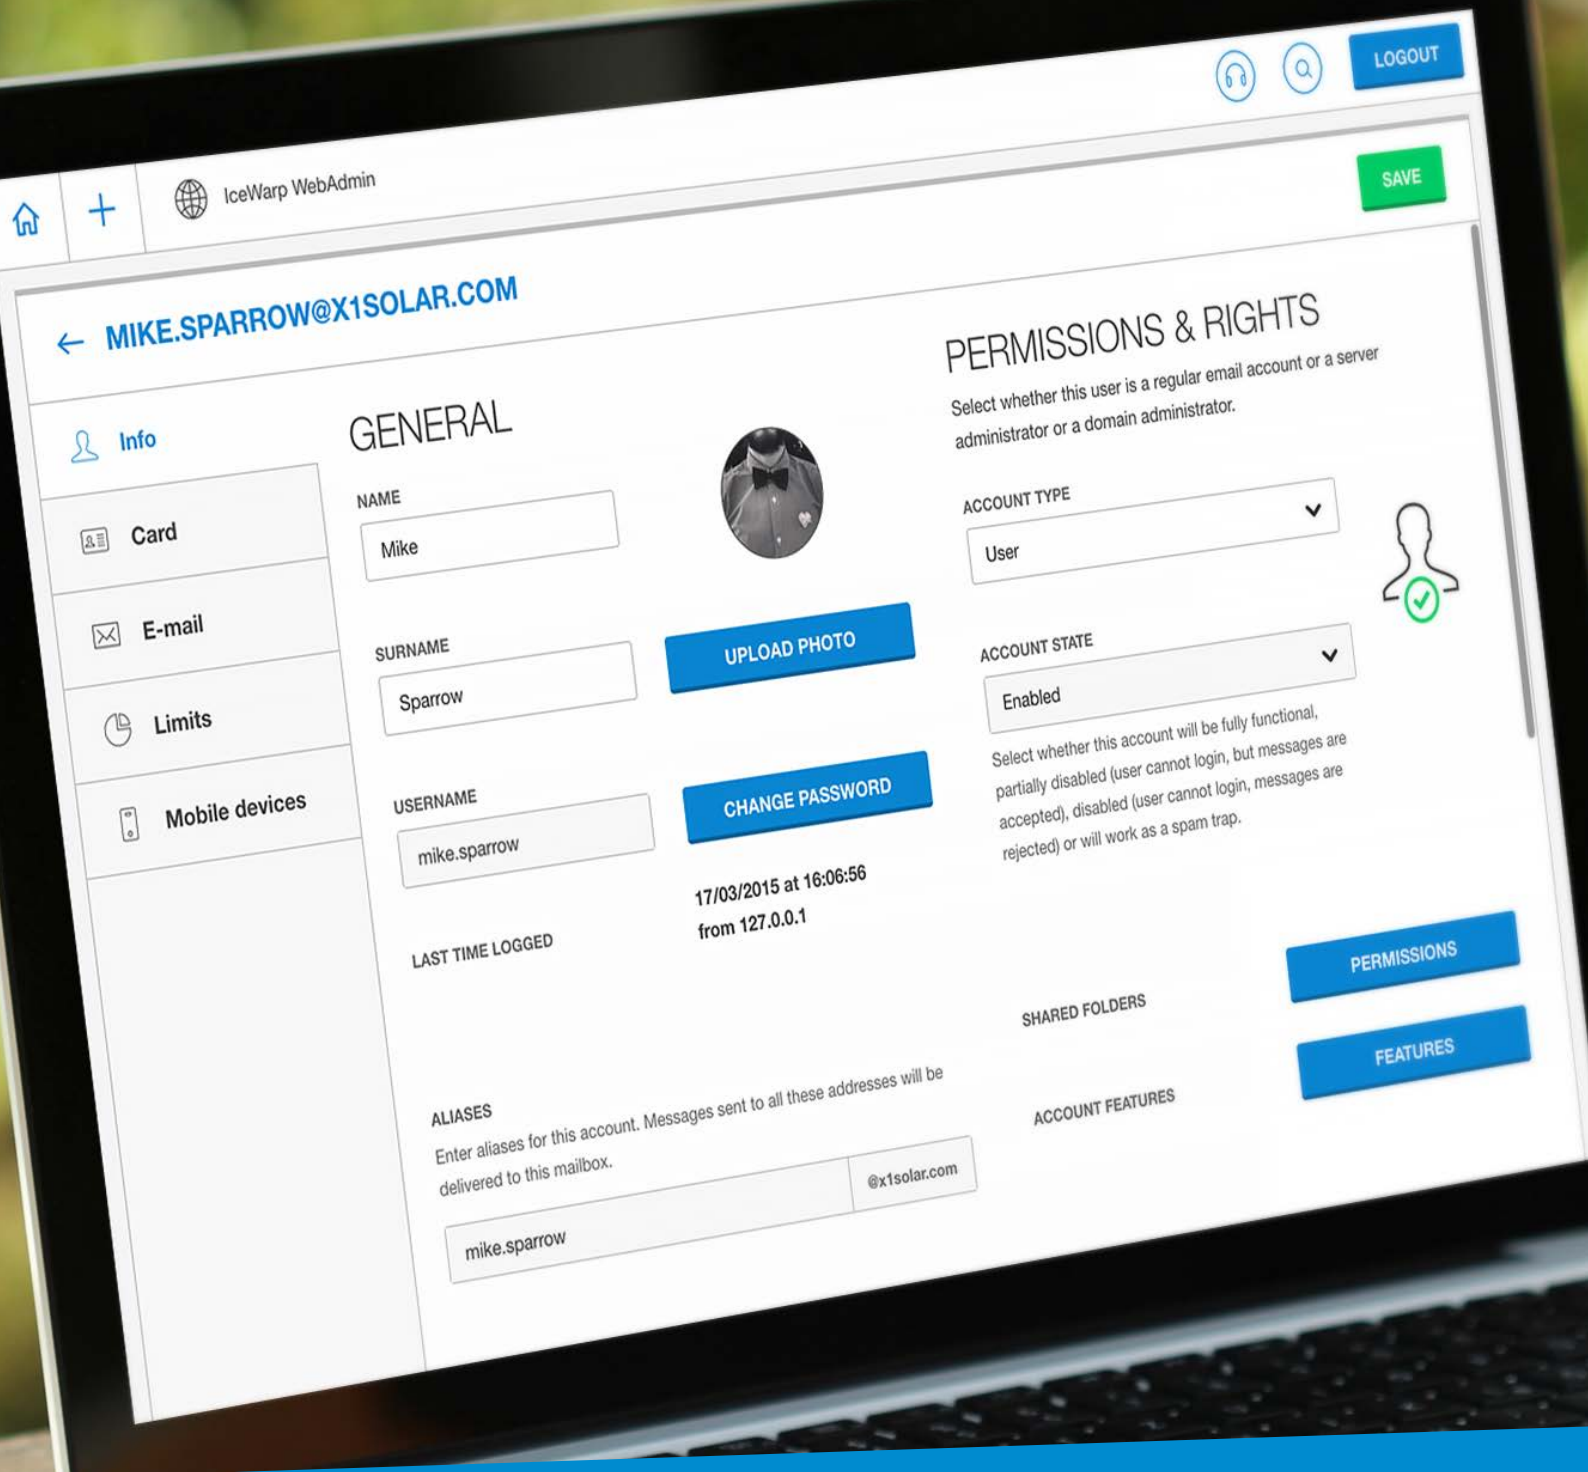 LOGOUT
IceWarp WebAdmin
SAVE
MIKE.SPARROW@X1SOLAR.COM
Info
Card
E-mail
Limits
Mobile devices
GENERAL
NAME
Mike
SURNAME
Sparrow
UPLOAD PHOTO
USERNAME
mike.sparrow
CHANGE PASSWORD
LAST TIME LOGGED
17/03/2015 at 16:06:56
from 127.0.0.1
ALIASES
Enter aliases for this account. Messages sent to all these addresses will be
delivered to this mailbox.
mike.sparrow
@x1solar.com
PERMISSIONS & RIGHTS
Select whether this user is a regular email account or a server
administrator or a domain administrator.
ACCOUNT TYPE
User
ACCOUNT STATE
Enabled
Select whether this account will be fully functional,
partially disabled (user cannot login, but messages are
accepted), disabled (user cannot login, messages are
rejected) or will work as a spam trap.
SHARED FOLDERS
PERMISSIONS
ACCOUNT FEATURES
FEATURES